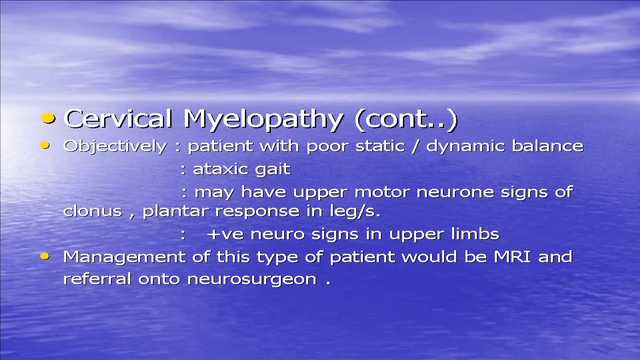 • Cervical Myelopathy (cont..)
• Objectively : patient with poor static / dynamic balance
: ataxic gait
: may have upper motor neurone signs of
clonus , plantar response in leg/s.
: +ve neuro signs in upper limbs
• Management of this type of patient would be MRI and
referral onto neurosurgeon .